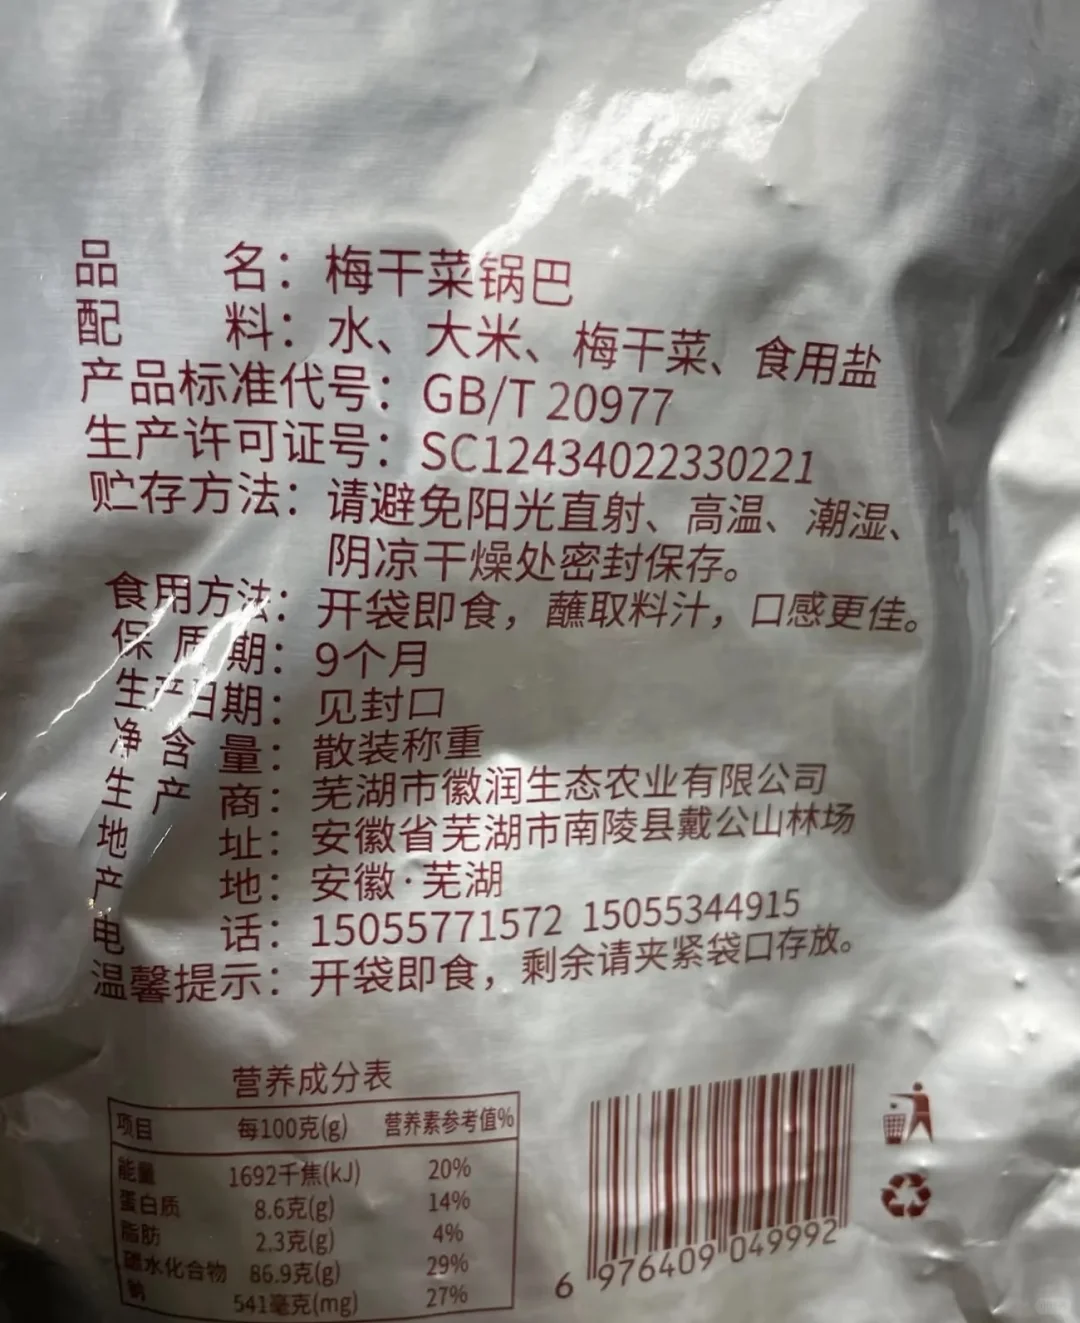 品名：梅干菜锅巴
配料：水、大米、梅干菜、食用盐
产品标准代号：GB/T 20977
生产许可证号：SC12434022330221
贮存方法：请避免阳光直射、高温、潮湿、
阴凉干燥处密封保存。
食用方法：开袋即食，蘸取料汁，口感更佳。
保质期：9个月
生产日期：见封口
净含量：散装称重
生产商：芜湖市徽润生态农业有限公司
地址：安徽省芜湖市南陵县戴公山林场
产地：安徽·芜湖
电话：15055771572 15055344915
温馨提示：开袋即食，剩余请夹紧袋口存放。
营养成分表
项目 每100克(g) 营养素参考值%
能量 1692千焦(kJ) 20%
蛋白质 8.6克(g) 14%
脂肪 2.3克(g) 4%
碳水化合物 86.9克(g) 29%
钠 541毫克(mg) 27%
6 976409 049992